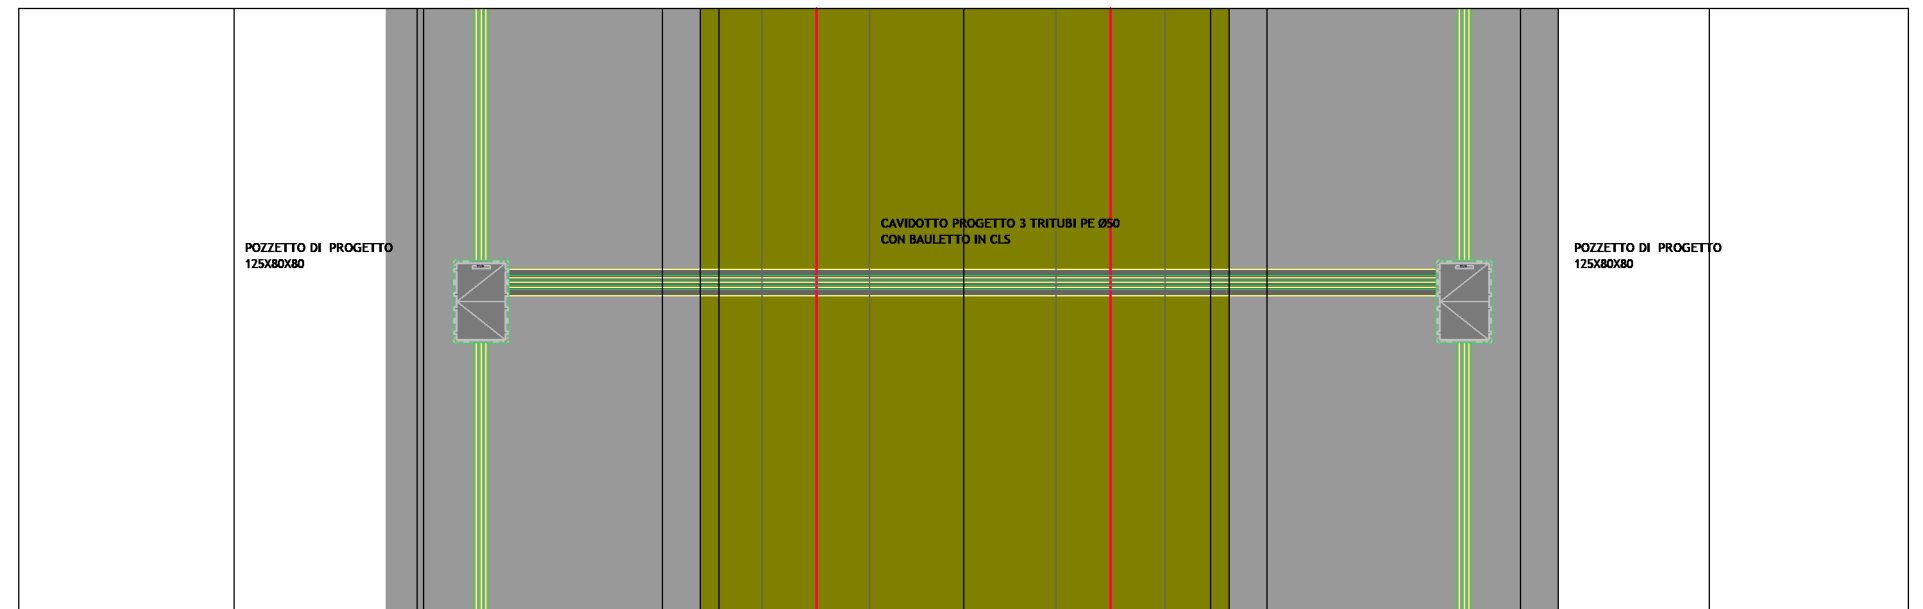 CAVIDOTTO PROGETTO 3 TRITUBI PE Ø50
CON BAULETTO IN CLS
POZZETTO DI PROGETTO
125X80X80
POZZETTO DI PROGETTO
125X80X80